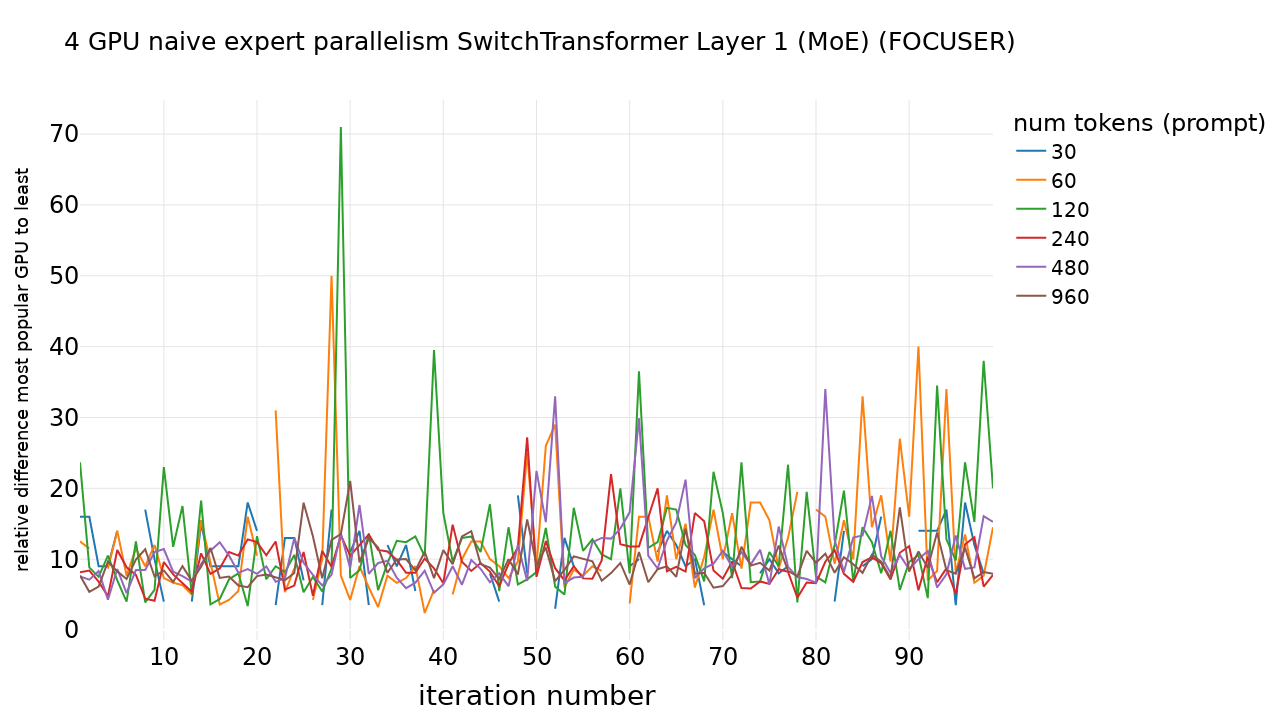 4 GPU naive expert parallelism SwitchTransformer Layer 1 (MoE) (FOCUSER)
relative difference most popular GPU to least
70
60
50
40
30
20
10
0
10 20 30 40 50 60 70 80 90
iteration number
num tokens (prompt)
30
60
120
240
480
960